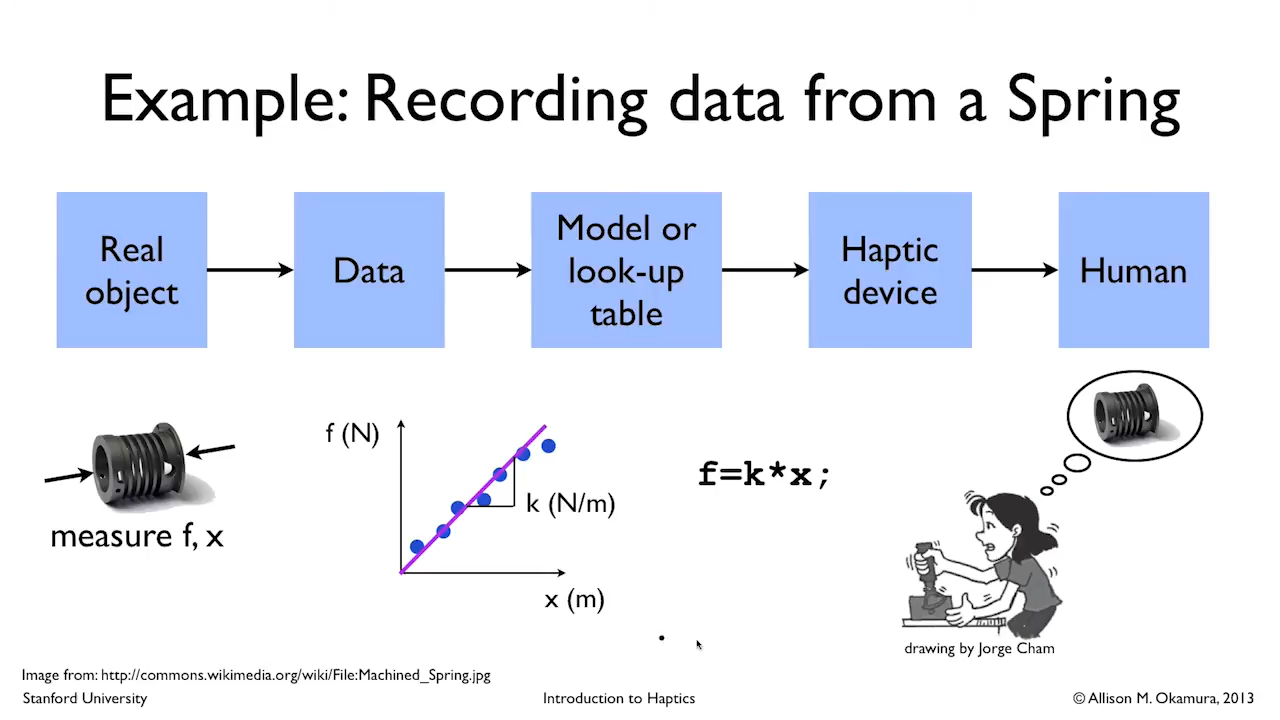 Example: Recording data from a Spring
Real
object
Data
Model or
look-up
table
Haptic
device
Human
measure f, x
f (N)
k (N/m)
x (m)
f=k*x;
drawing by Jorge Cham
Image from: http://commons.wikimedia.org/wiki/File:Machined_Spring.jpg
Stanford University
Introduction to Haptics
© Allison M. Okamura, 2013